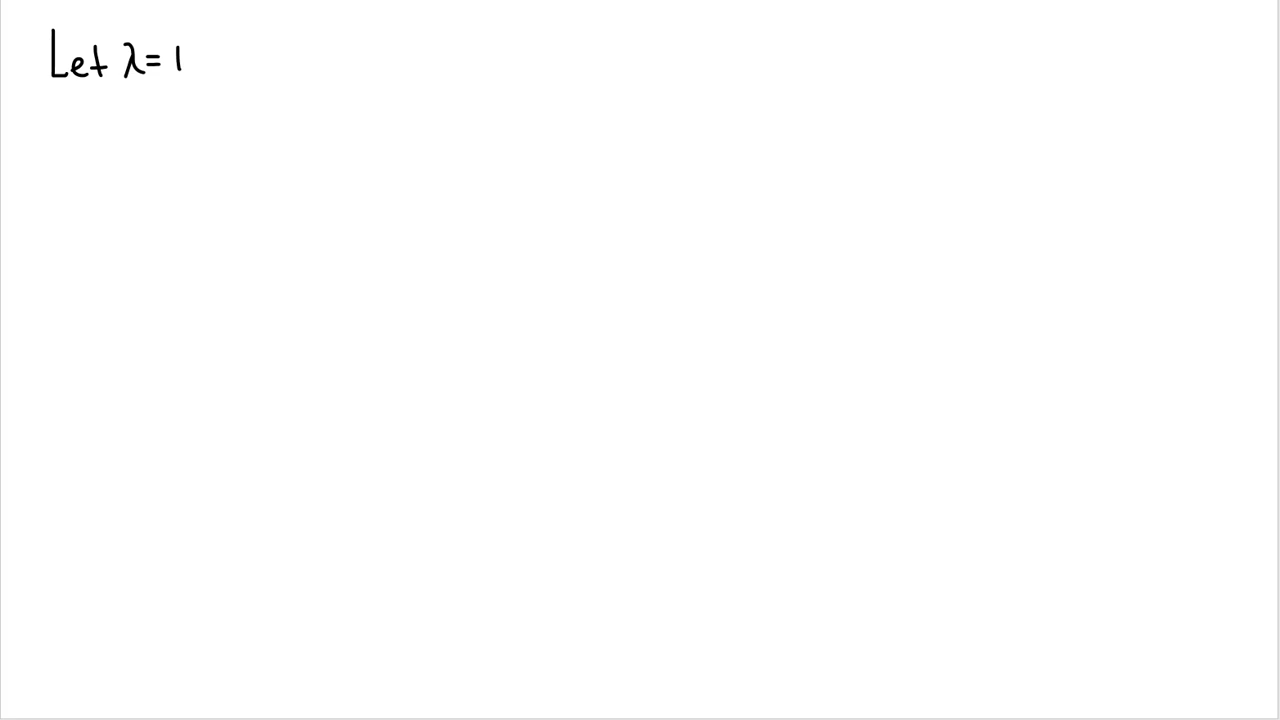 Let λ = 1